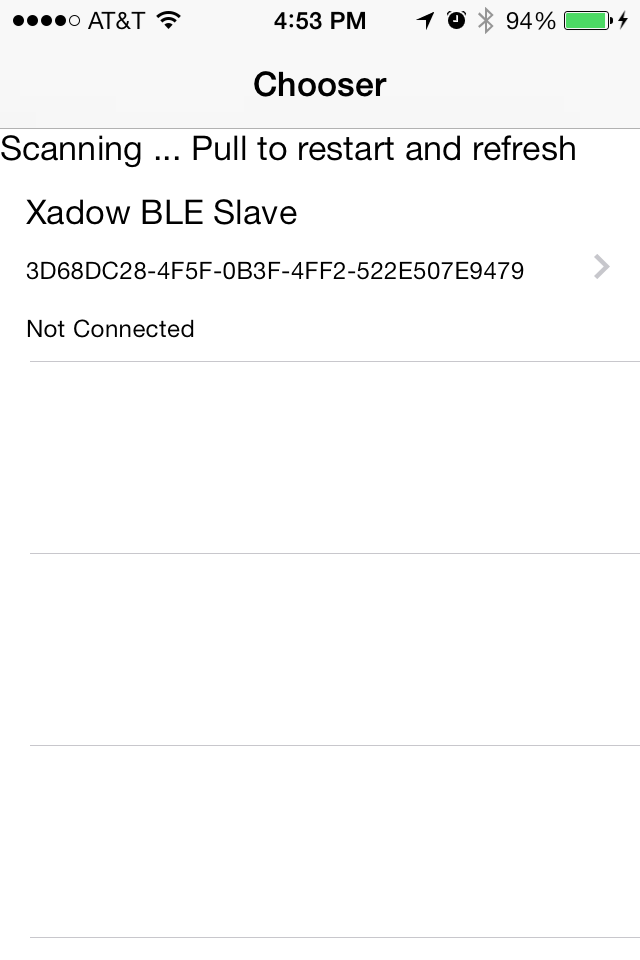 AT&T 4:53 PM 94%
Chooser
Scanning ... Pull to restart and refresh
Xadow BLE Slave
3D68DC28-4F5F-0B3F-4FF2-522E507E9479
Not Connected